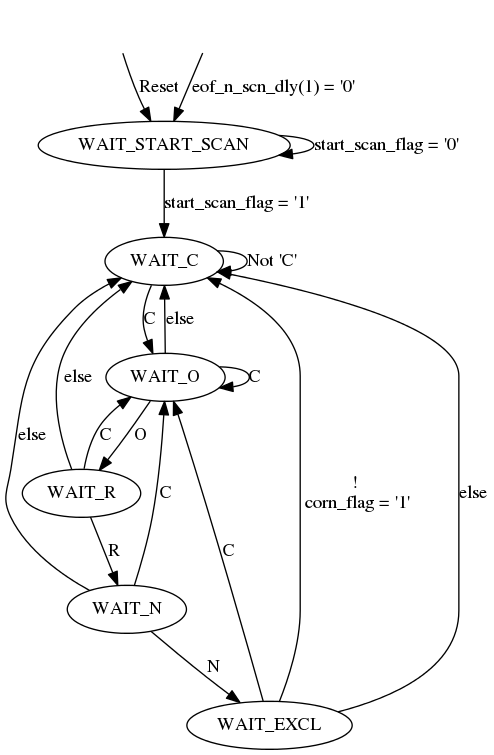 Reset
eof_n_scn_dly(1) = '0'
WAIT_START_SCAN
start_scan_flag = '0'
start_scan_flag = '1'
WAIT_C
Not 'C'
C
else
WAIT_O
C
else
C
O
else
WAIT_R
C
!
corn_flag = '1'
else
R
C
WAIT_N
N
WAIT_EXCL